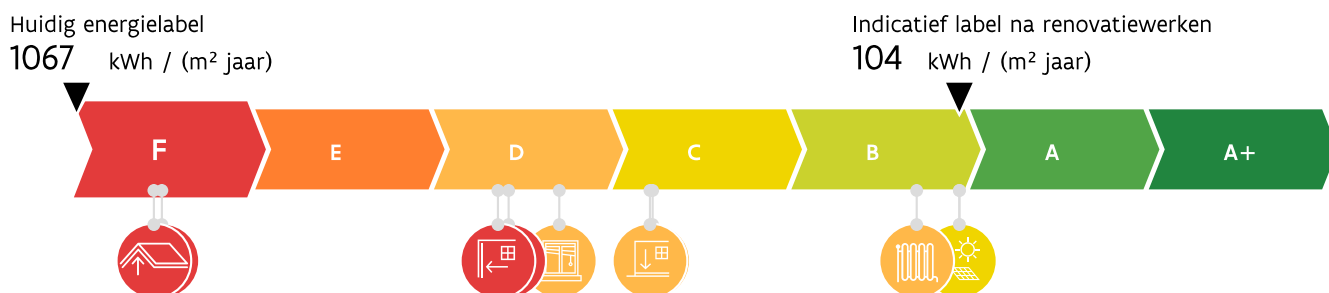 Huidig energielabel
1067 kWh / (m² jaar)
Indicatief label na renovatiewerken
104 kWh / (m² jaar)
F E D C B A A+